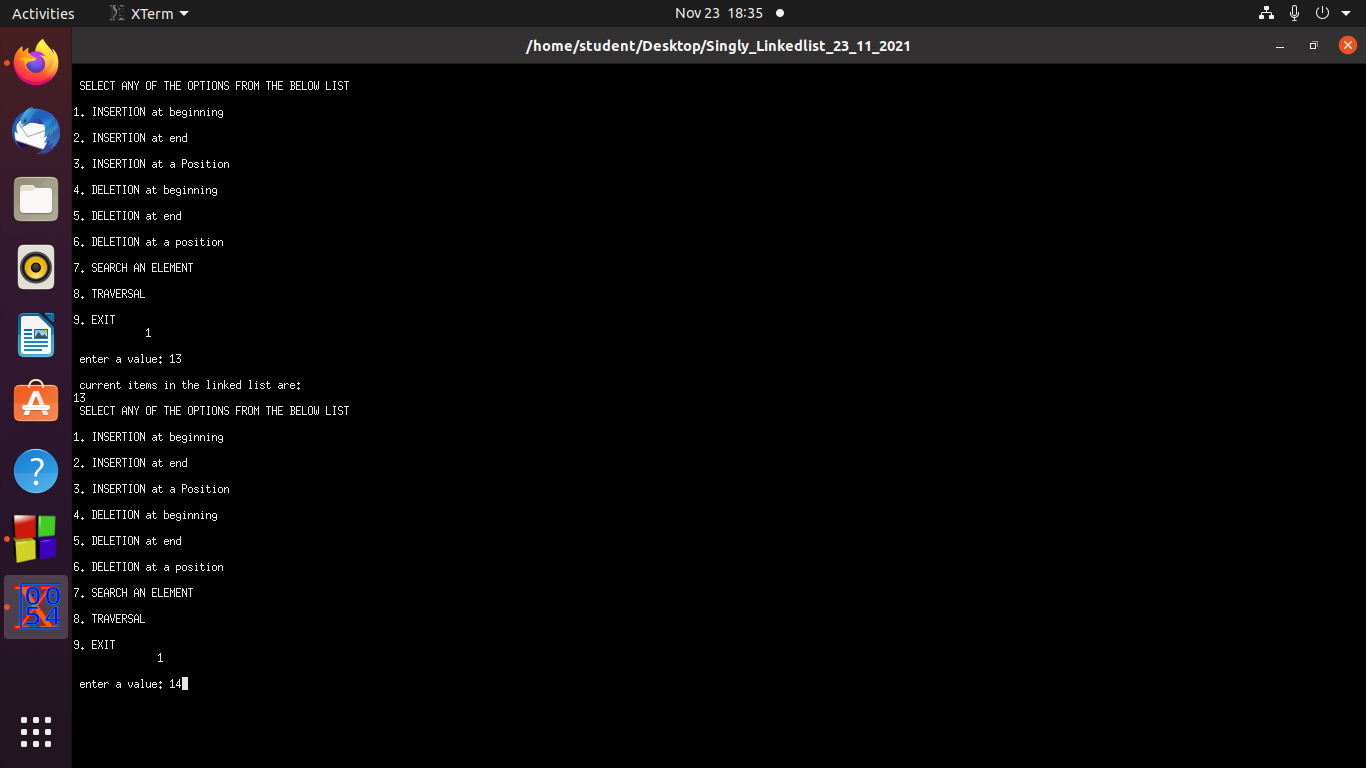 Activities XTerm Nov 23 18:35
/home/student/Desktop/Singly_Linkedlist_23_11_2021
SELECT ANY OF THE OPTIONS FROM THE BELOW LIST
1. INSERTION at beginning
2. INSERTION at end
3. INSERTION at a Position
4. DELETION at beginning
5. DELETION at end
6. DELETION at a position
7. SEARCH AN ELEMENT
8. TRAVERSAL
9. EXIT
1
enter a value: 13
current items in the linked list are:
13
SELECT ANY OF THE OPTIONS FROM THE BELOW LIST
1. INSERTION at beginning
2. INSERTION at end
3. INSERTION at a Position
4. DELETION at beginning
5. DELETION at end
6. DELETION at a position
7. SEARCH AN ELEMENT
8. TRAVERSAL
9. EXIT
1
enter a value: 14
A
?
00
54